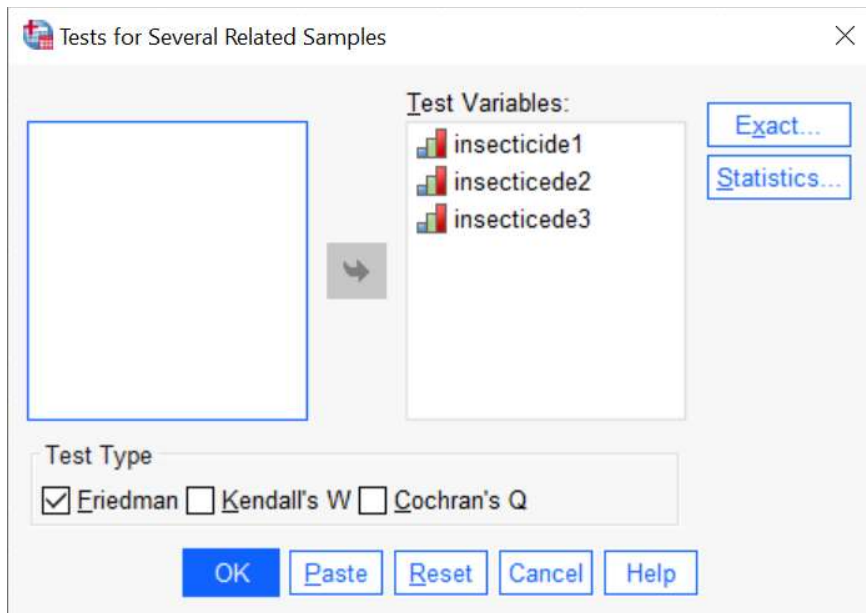 Tests for Several Related Samples
Test Variables:
insecticide1
insecticede2
insecticede3
Exact...
Statistics...
Test Type
Friedman Kendall's W Cochran's Q
OK Paste Reset Cancel Help